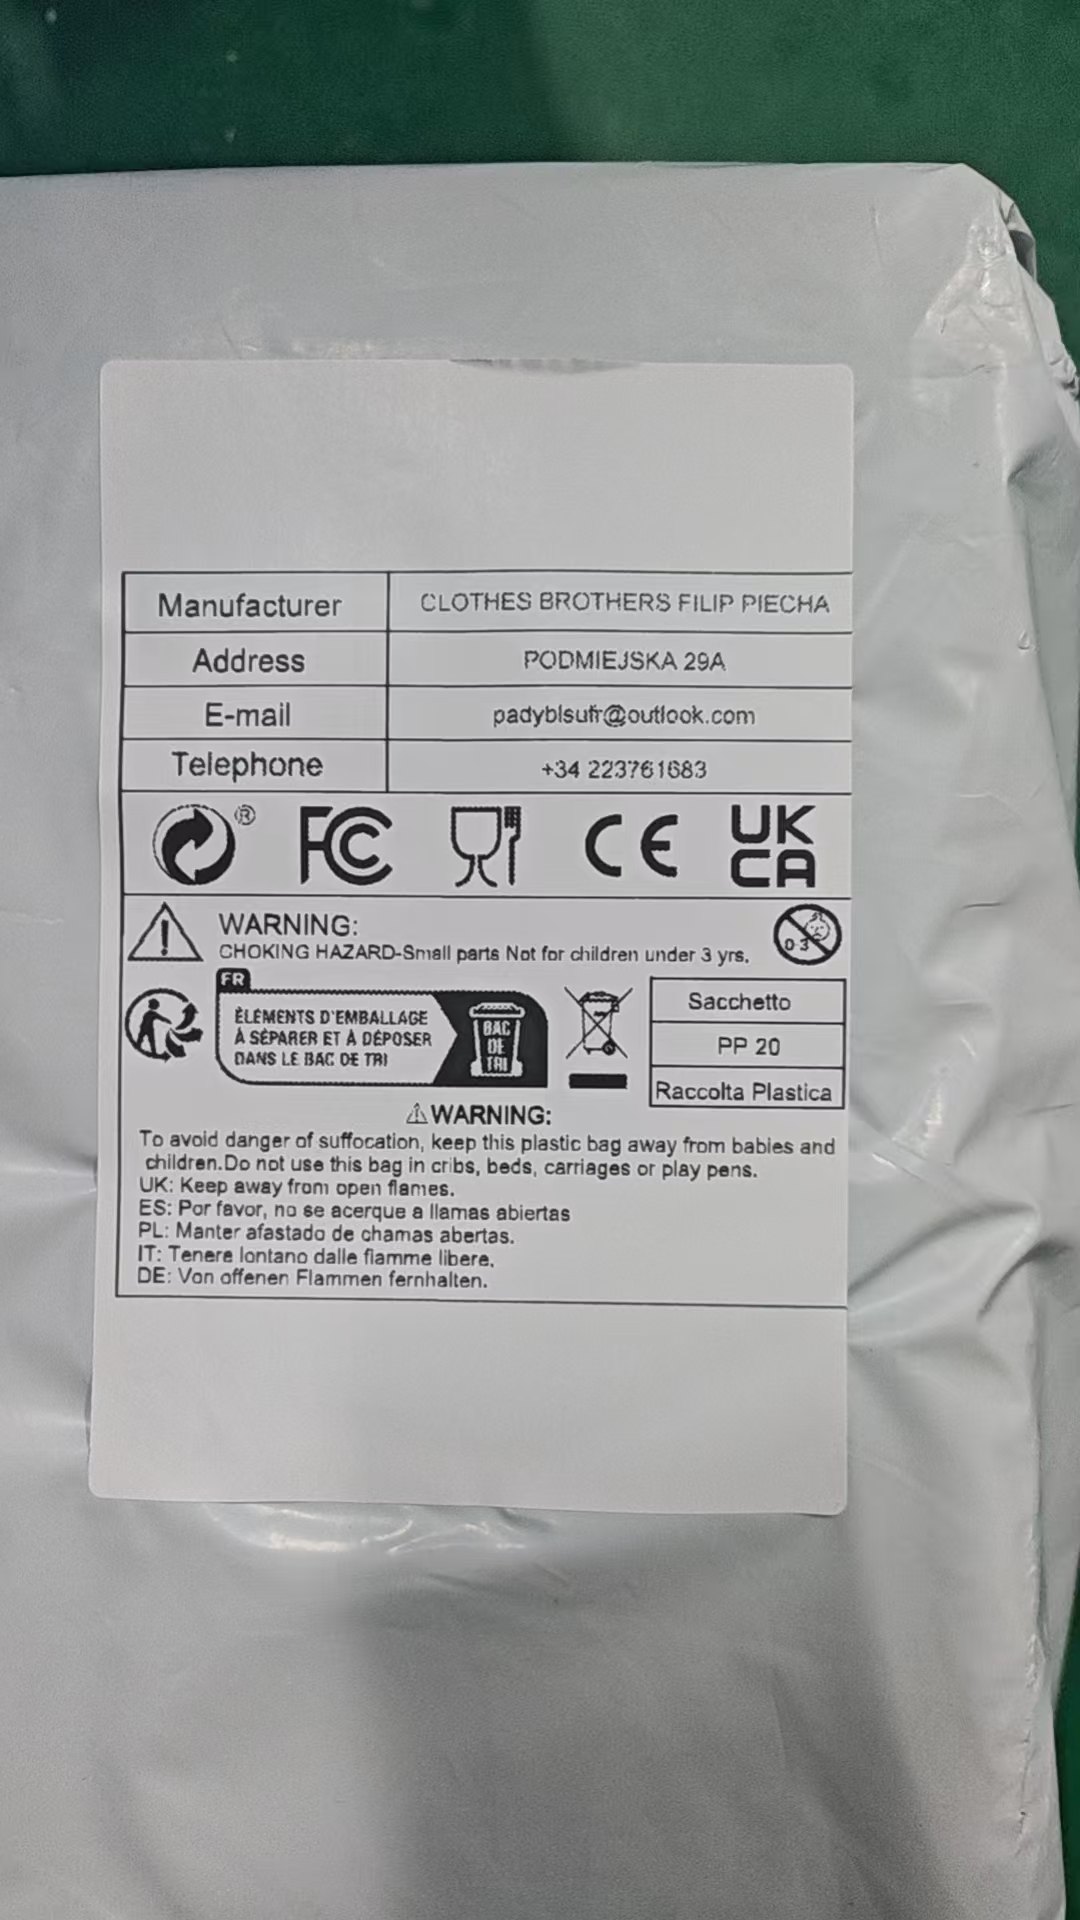 Manufacturer CLOTHES BROTHERS FILIP PIECHA
Address PODMIEJSKA 29A
E-mail padyblsufr@outlook.com
Telephone +34 223761683
® FC CE UK
CA
WARNING:
CHOKING HAZARD-Small parts Not for children under 3 yrs.
0-3
FR
ÉLÉMENTS D'EMBALLAGE
À SÉPARER ET À DÉPOSER
DANS LE BAC DE TRI
BAC
DE
TRI
Sacchetto
PP 20
Raccolta Plastica
⚠WARNING:
To avoid danger of suffocation, keep this plastic bag away from babies and
children.Do not use this bag in cribs, beds, carriages or play pens.
UK: Keep away from open flames.
ES: Por favor, no se acerque a llamas abiertas
PL: Manter afastado de chamas abertas.
IT: Tenere lontano dalle fiamme libere.
DE: Von offenen Flammen fernhalten.